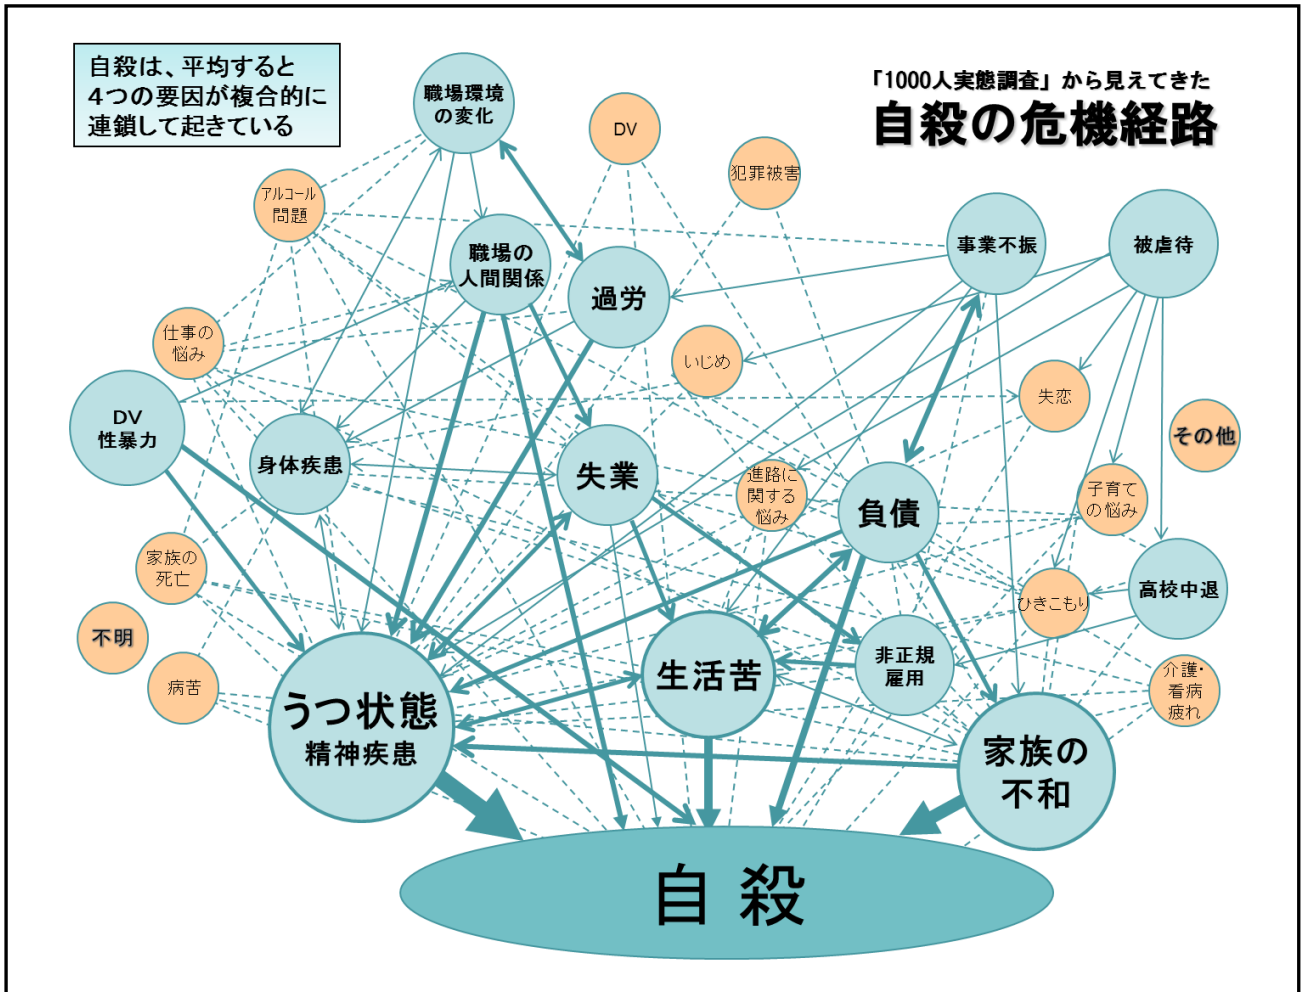 自殺は、平均すると
４つの要因が複合的に
連鎖して起きている
「1000人実態調査」から見えてきた
自殺の危機経路
職場環境
の変化
DV
犯罪被害
アルコール
問題
職場の
人間関係
過労
事業不振
被虐待
仕事の
悩み
いじめ
失恋
その他
DV
性暴力
身体疾患
失業
進路に
関する
悩み
負債
子育て
の悩み
家族の
死亡
ひきこもり
高校中退
不明
病苦
うつ状態
精神疾患
生活苦
非正規
雇用
介護・
看病
疲れ
家族の
不和
自殺